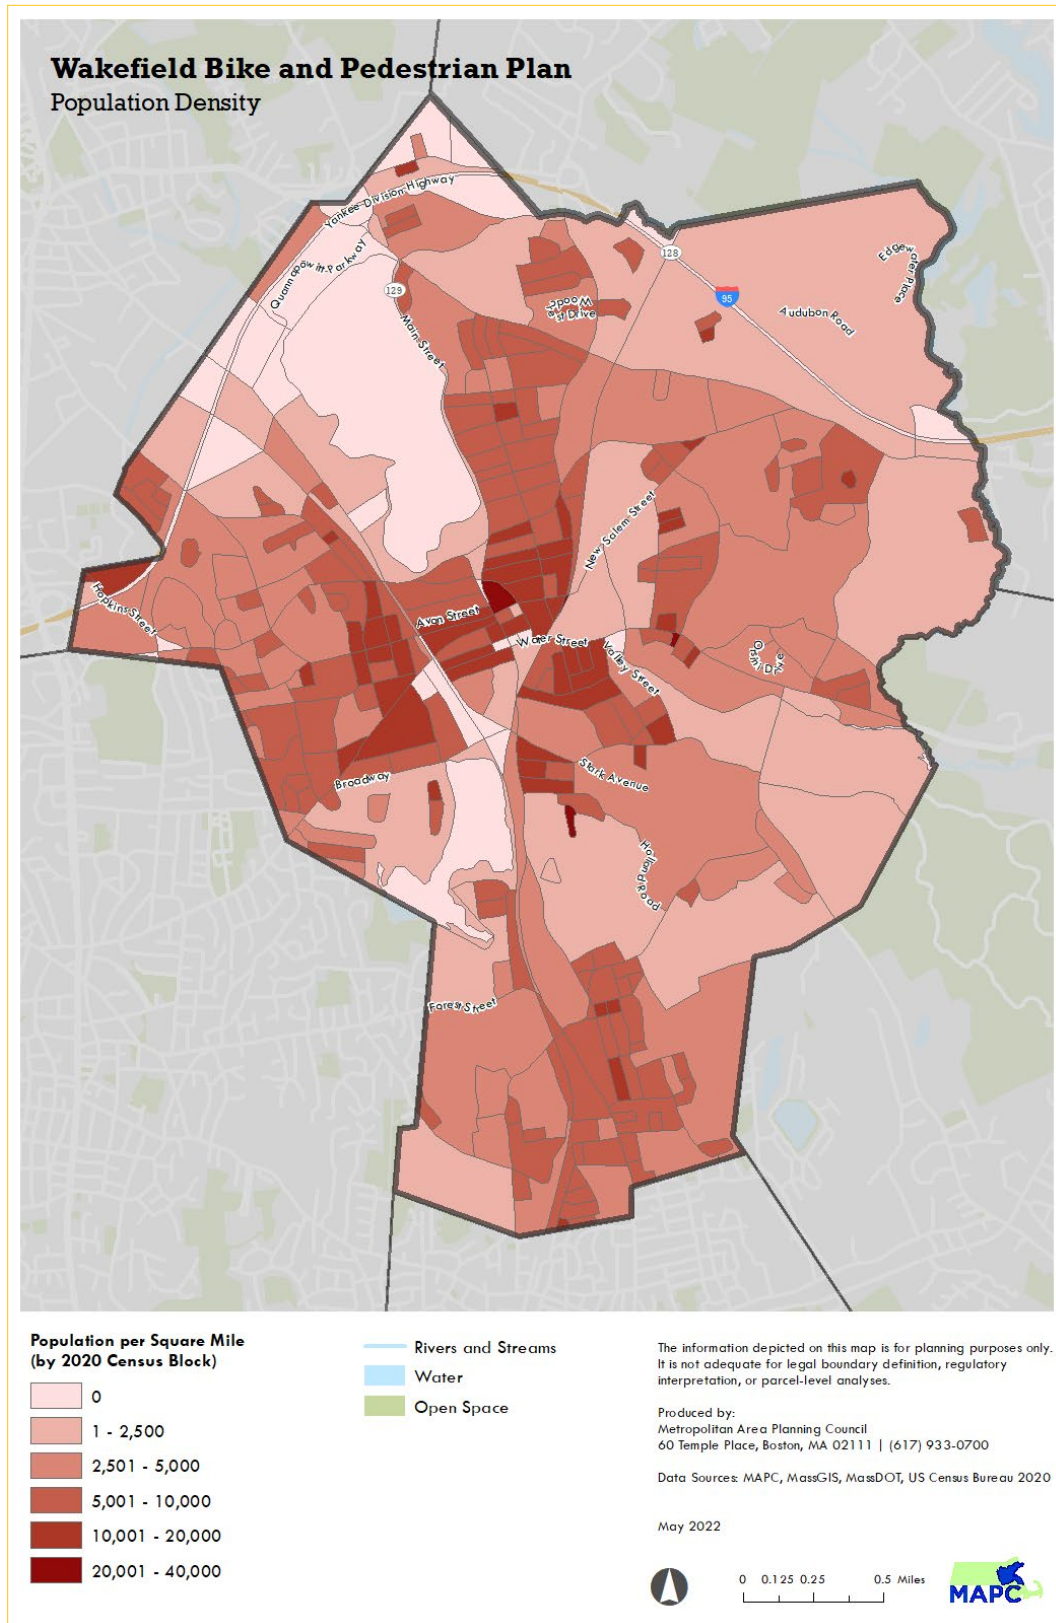 Wakefield Bike and Pedestrian Plan
Population Density
Yankee Division Highway
Quannapowitt Parkway
129
Main Street
128
95
Edgewater Place
Audubon Road
st Drive
New Salem Street
Hopkins Street
Avon Street
Water Street
Valley Street
Orsini Drive
Broadway
Stark Avenue
Holland Road
Forest Street
Population per Square Mile
(by 2020 Census Block)
0
1 - 2,500
2,501 - 5,000
5,001 - 10,000
10,001 - 20,000
20,001 - 40,000
Rivers and Streams
Water
Open Space
The information depicted on this map is for planning purposes only.
It is not adequate for legal boundary definition, regulatory
interpretation, or parcel-level analyses.
Produced by:
Metropolitan Area Planning Council
60 Temple Place, Boston, MA 02111 | (617) 933-0700
Data Sources: MAPC, MassGIS, MassDOT, US Census Bureau 2020
May 2022
0 0.125 0.25 0.5 Miles
MAPC